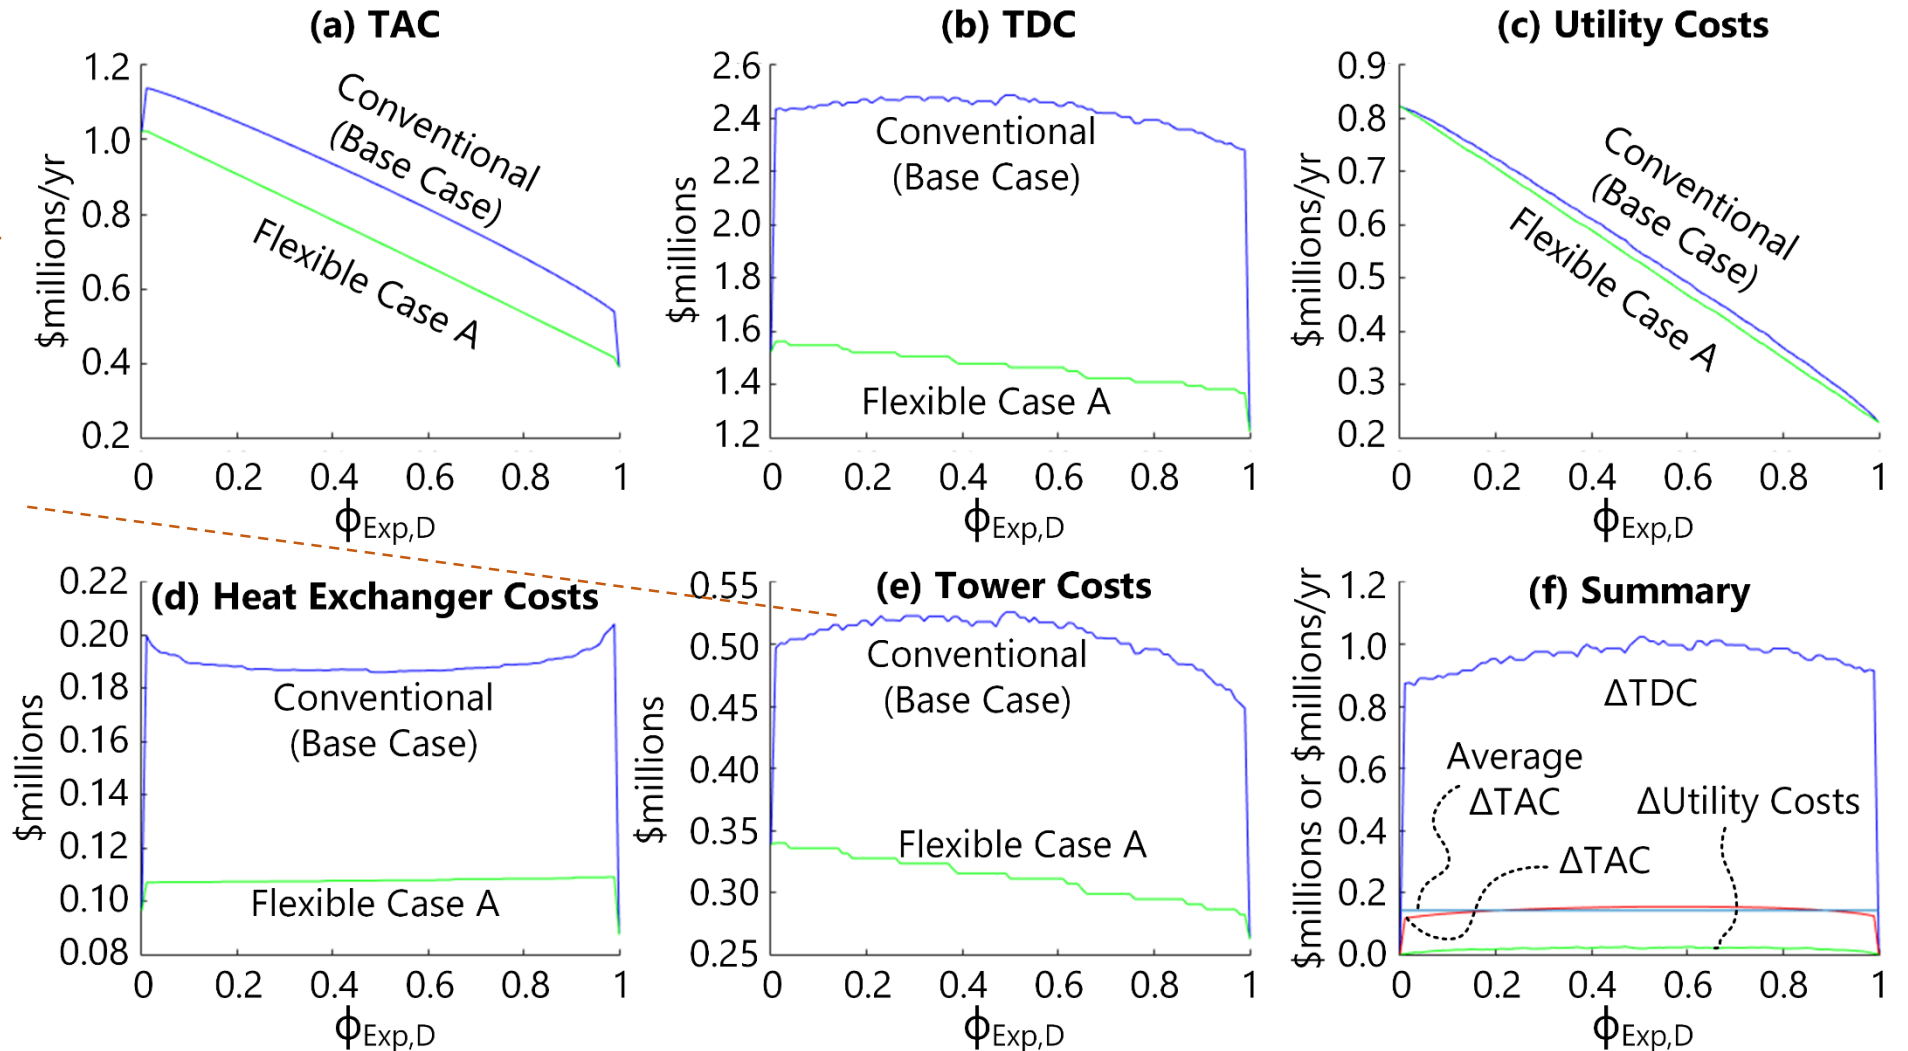 (a) TAC
$millions/yr
1.2
1.0
0.8
0.6
0.4
0.2
0 0.2 0.4 0.6 0.8 1
ϕExp,D
Conventional
(Base Case)
Flexible Case A
(b) TDC
$millions
2.6
2.4
2.2
2.0
1.8
1.6
1.4
1.2
0 0.2 0.4 0.6 0.8 1
ϕExp,D
Conventional
(Base Case)
Flexible Case A
(c) Utility Costs
$millions/yr
0.9
0.8
0.7
0.6
0.5
0.4
0.3
0.2
0 0.2 0.4 0.6 0.8 1
ϕExp,D
Conventional
(Base Case)
Flexible Case A
(d) Heat Exchanger Costs
$millions
0.22
0.20
0.18
0.16
0.14
0.12
0.10
0.08
0 0.2 0.4 0.6 0.8 1
ϕExp,D
Conventional
(Base Case)
Flexible Case A
(e) Tower Costs
$millions
0.55
0.50
0.45
0.40
0.35
0.30
0.25
0 0.2 0.4 0.6 0.8 1
ϕExp,D
Conventional
(Base Case)
Flexible Case A
(f) Summary
$millions or $millions/yr
1.2
1.0
0.8
0.6
0.4
0.2
0.0
0 0.2 0.4 0.6 0.8 1
ϕExp,D
ΔTDC
Average
ΔTAC
ΔUtility Costs
ΔTAC